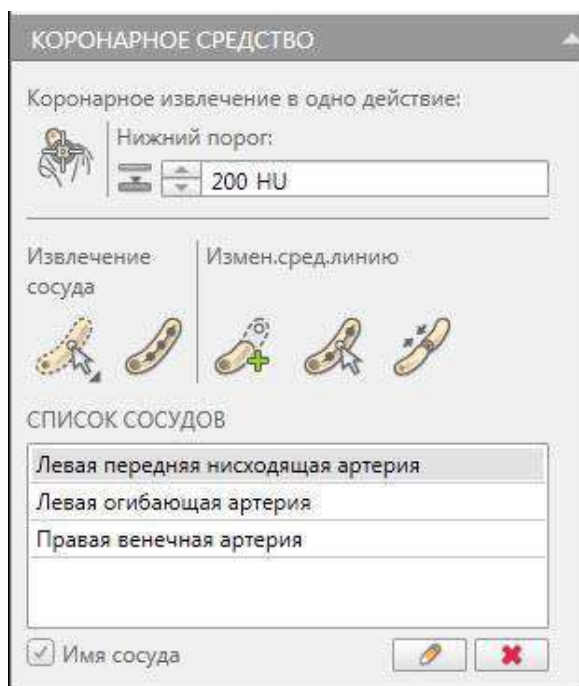 КОРОНАРНОЕ СРЕДСТВО
Коронарное извлечение в одно действие:
Нижний порог:
200 HU
Извлечение сосуда
Измен.сред.линию
СПИСОК СОСУДОВ
Левая передняя нисходящая артерия
Левая огибающая артерия
Правая венечная артерия
Имя сосуда